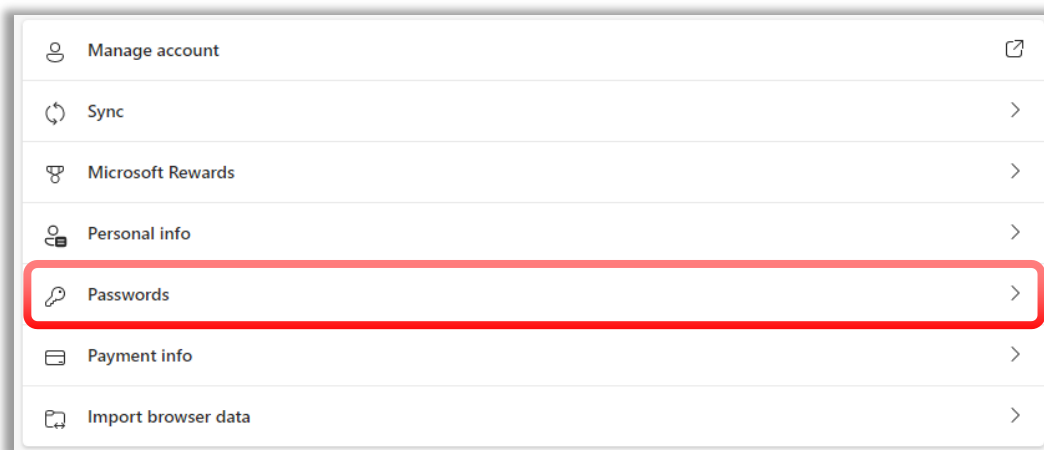 Manage account
Sync
Microsoft Rewards
Personal info
Passwords
Payment info
Import browser data